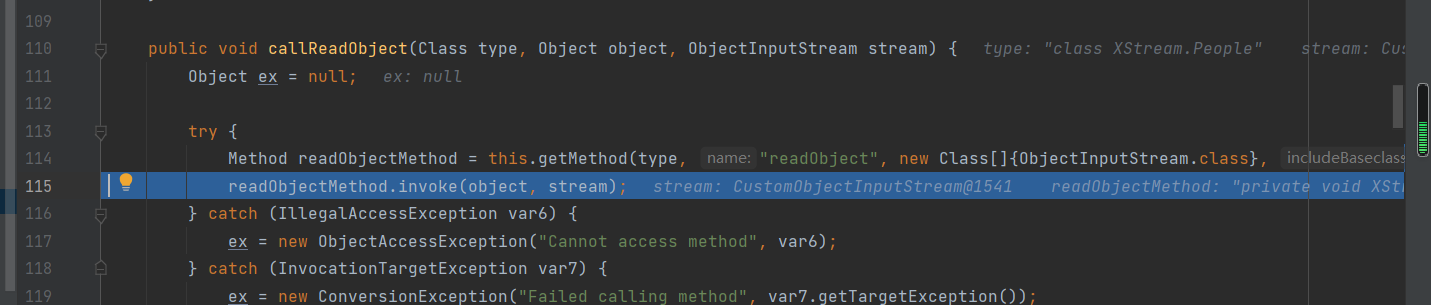 109
110 public void callReadObject(Class type, Object object, ObjectInputStream stream) { type: "class XStream.People" stream: Cus
111 Object ex = null; ex: null
112
113 try {
114 Method readObjectMethod = this.getMethod(type, name: "readObject", new Class[]{ObjectInputStream.class}, includeBaseclass
115 readObjectMethod.invoke(object, stream); stream: CustomObjectInputStream@1541 readObjectMethod: "private void XSt
116 } catch (IllegalAccessException var6) {
117 ex = new ObjectAccessException("Cannot access method", var6);
118 } catch (InvocationTargetException var7) {
119 ex = new ConversionException("Failed calling method", var7.getTargetException());